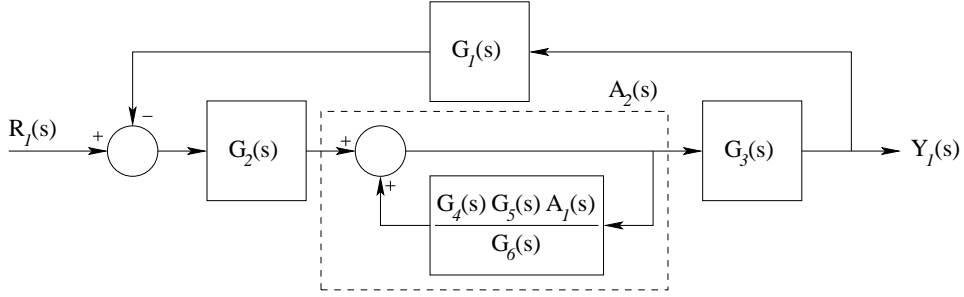 G₁(s)
A₂(s)
R₁(s)
+
−
G₂(s)
+
+
G₃(s)
Y₁(s)
G₄(s) G₅(s) A₁(s)
G₆(s)